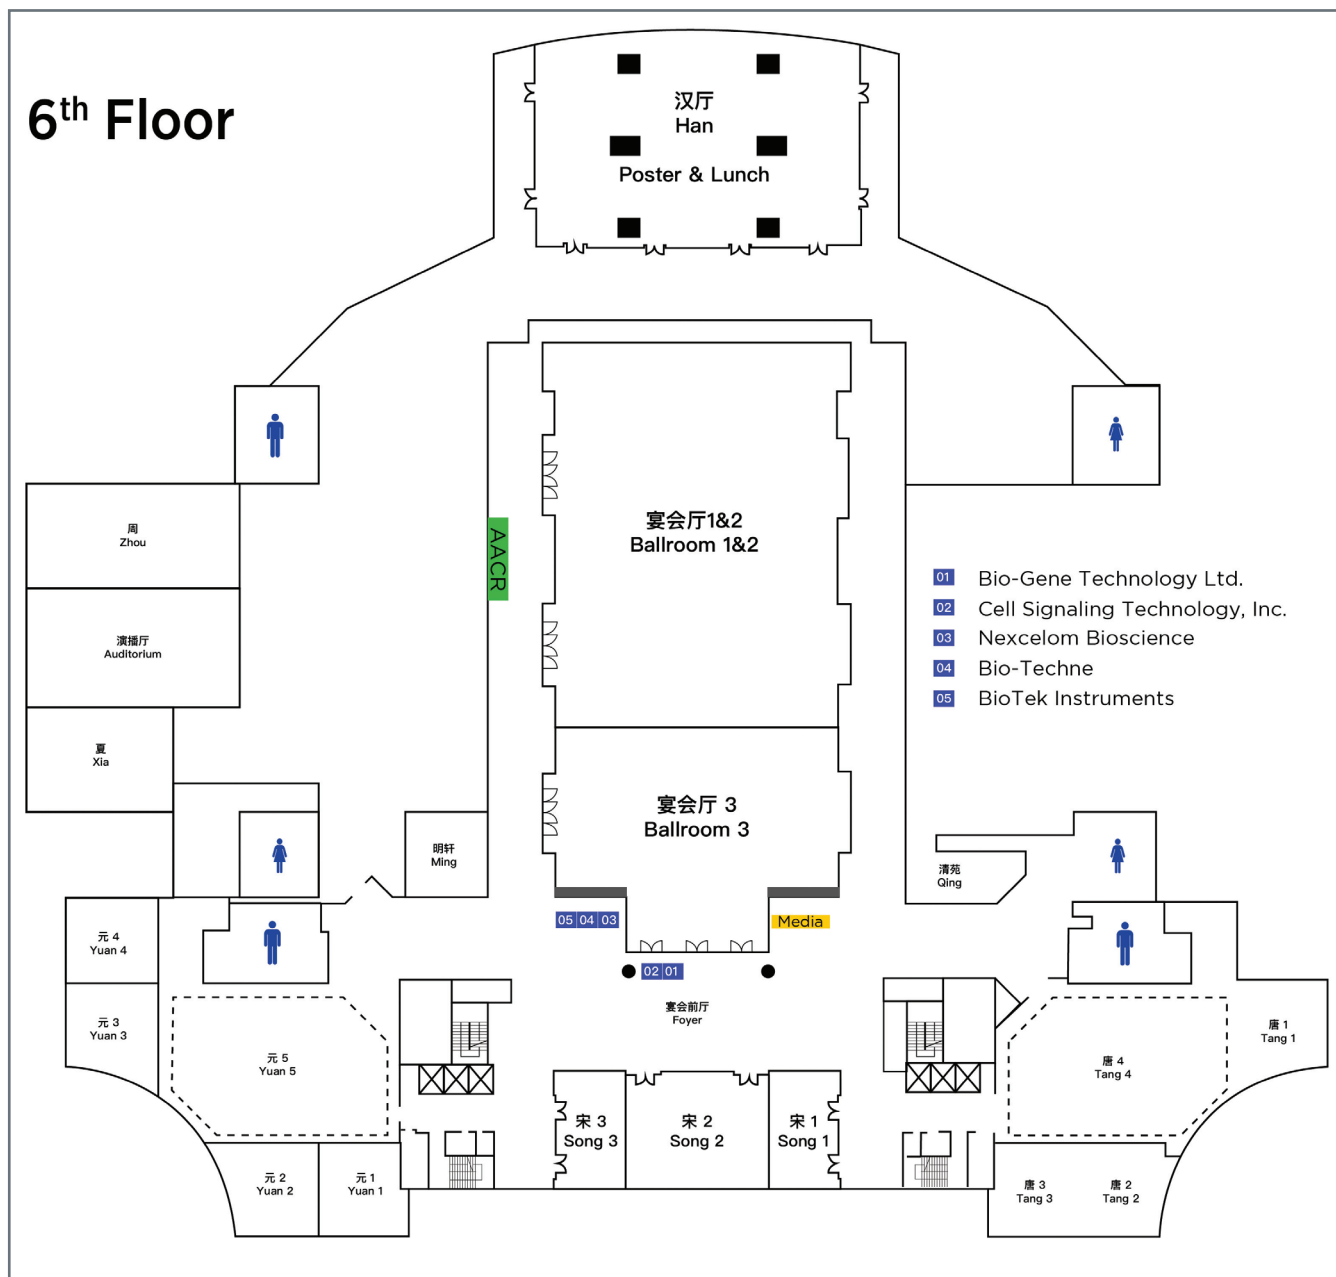 6th Floor
汉厅
Han
Poster & Lunch
周
Zhou
演播厅
Auditorium
夏
Xia
AACR
宴会厅1&2
Ballroom 1&2
01 Bio-Gene Technology Ltd.
02 Cell Signaling Technology, Inc.
03 Nexcelom Bioscience
04 Bio-Techne
05 BioTek Instruments
宴会厅 3
Ballroom 3
明轩
Ming
清苑
Qing
05 04 03
Media
02 01
宴会前厅
Foyer
元 4
Yuan 4
元 3
Yuan 3
元 5
Yuan 5
元 2
Yuan 2
元 1
Yuan 1
宋 3
Song 3
宋 2
Song 2
宋 1
Song 1
唐 4
Tang 4
唐 1
Tang 1
唐 3
Tang 3
唐 2
Tang 2